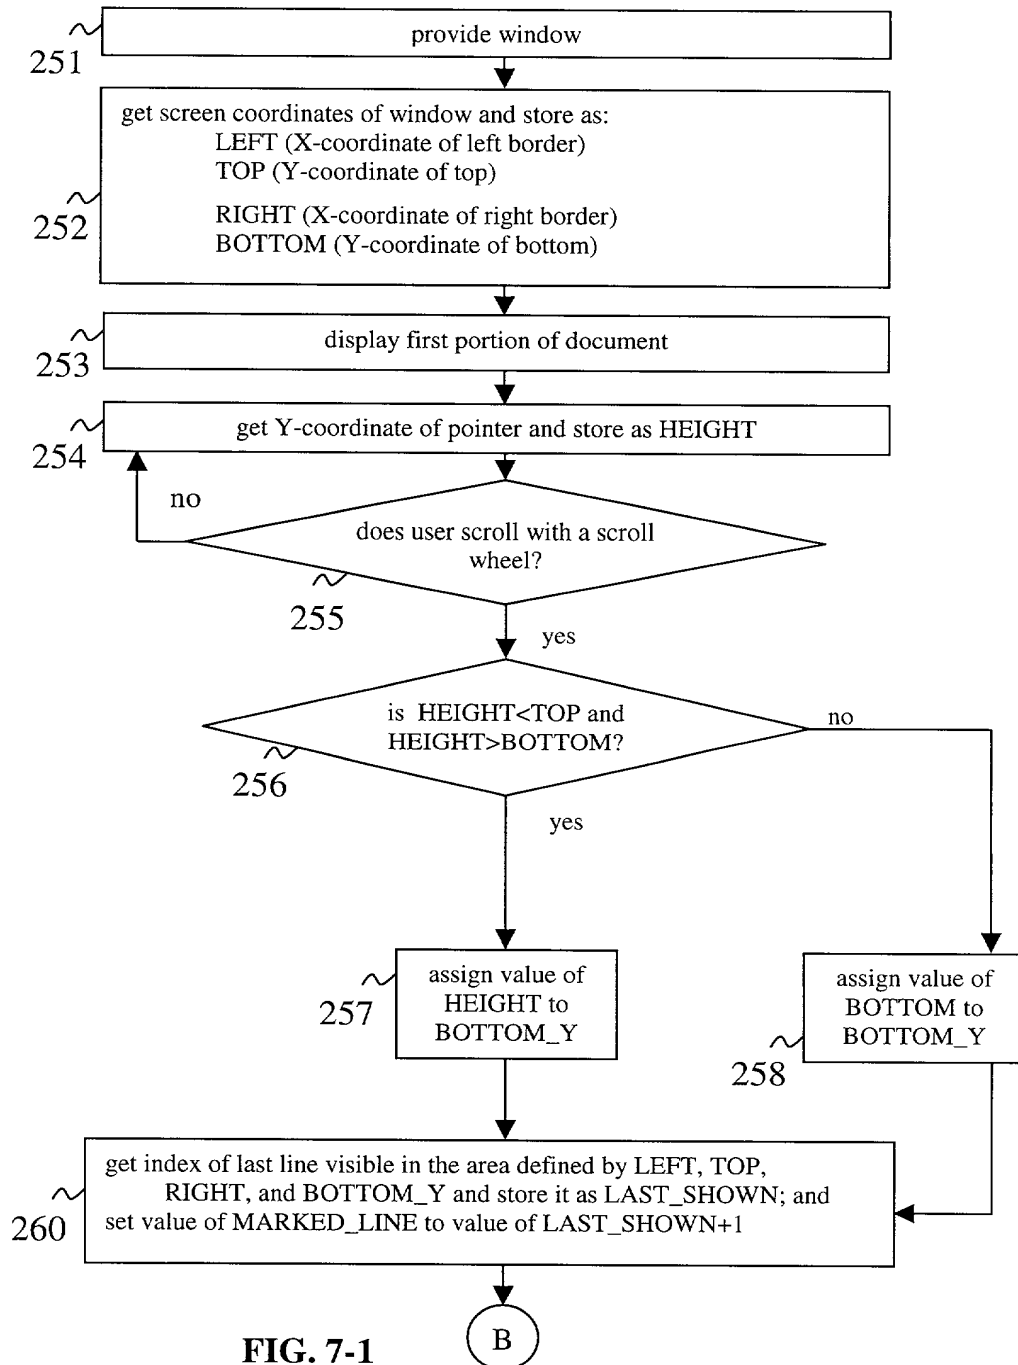 provide window
251
get screen coordinates of window and store as:
LEFT (X-coordinate of left border)
TOP (Y-coordinate of top)
RIGHT (X-coordinate of right border)
BOTTOM (Y-coordinate of bottom)
252
display first portion of document
253
get Y-coordinate of pointer and store as HEIGHT
254
no
does user scroll with a scroll
wheel?
255
yes
is HEIGHT<TOP and
HEIGHT>BOTTOM?
no
256
yes
assign value of
HEIGHT to
BOTTOM_Y
257
assign value of
BOTTOM to
BOTTOM_Y
258
get index of last line visible in the area defined by LEFT, TOP,
RIGHT, and BOTTOM_Y and store it as LAST_SHOWN; and
set value of MARKED_LINE to value of LAST_SHOWN+1
260
B
FIG. 7-1